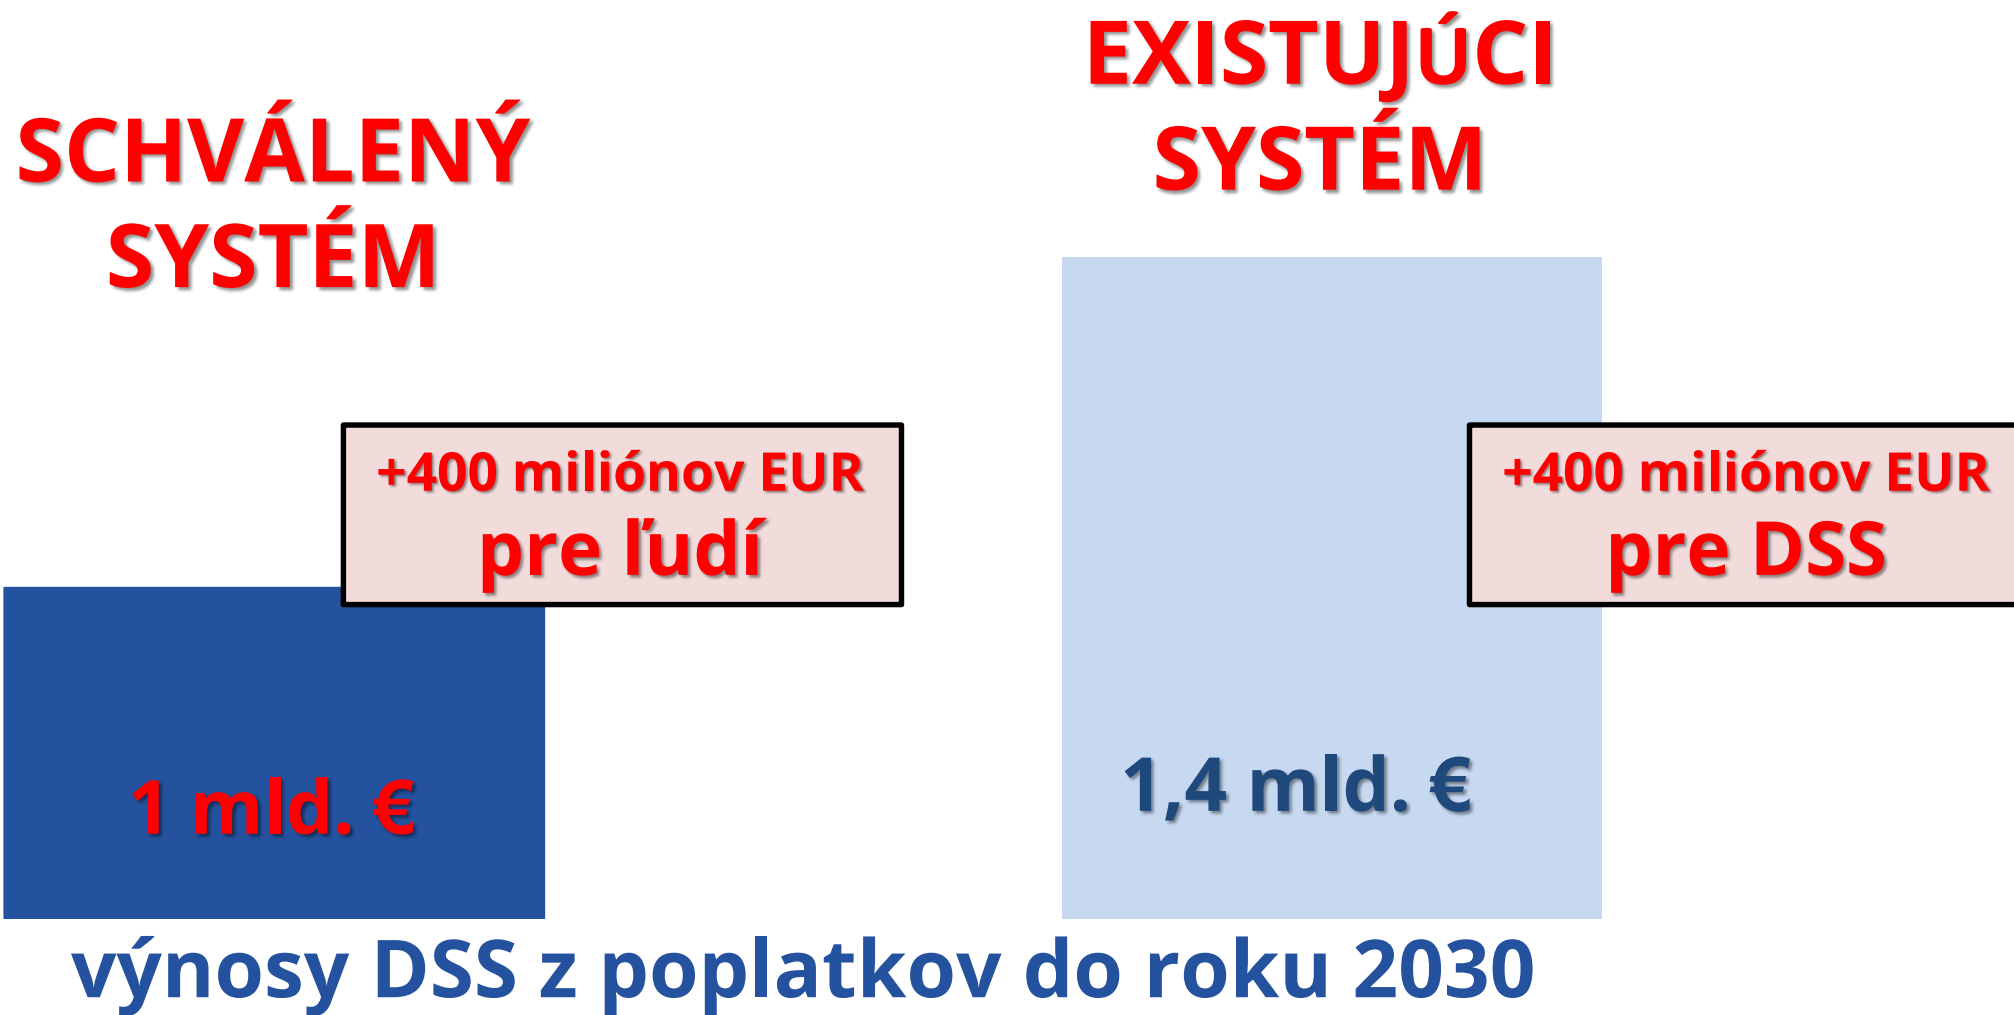 SCHVÁLENÝ
SYSTÉM
EXISTUJÚCI
SYSTÉM
+400 miliónov EUR
pre ľudí
+400 miliónov EUR
pre DSS
1 mld. €
1,4 mld. €
výnosy DSS z poplatkov do roku 2030